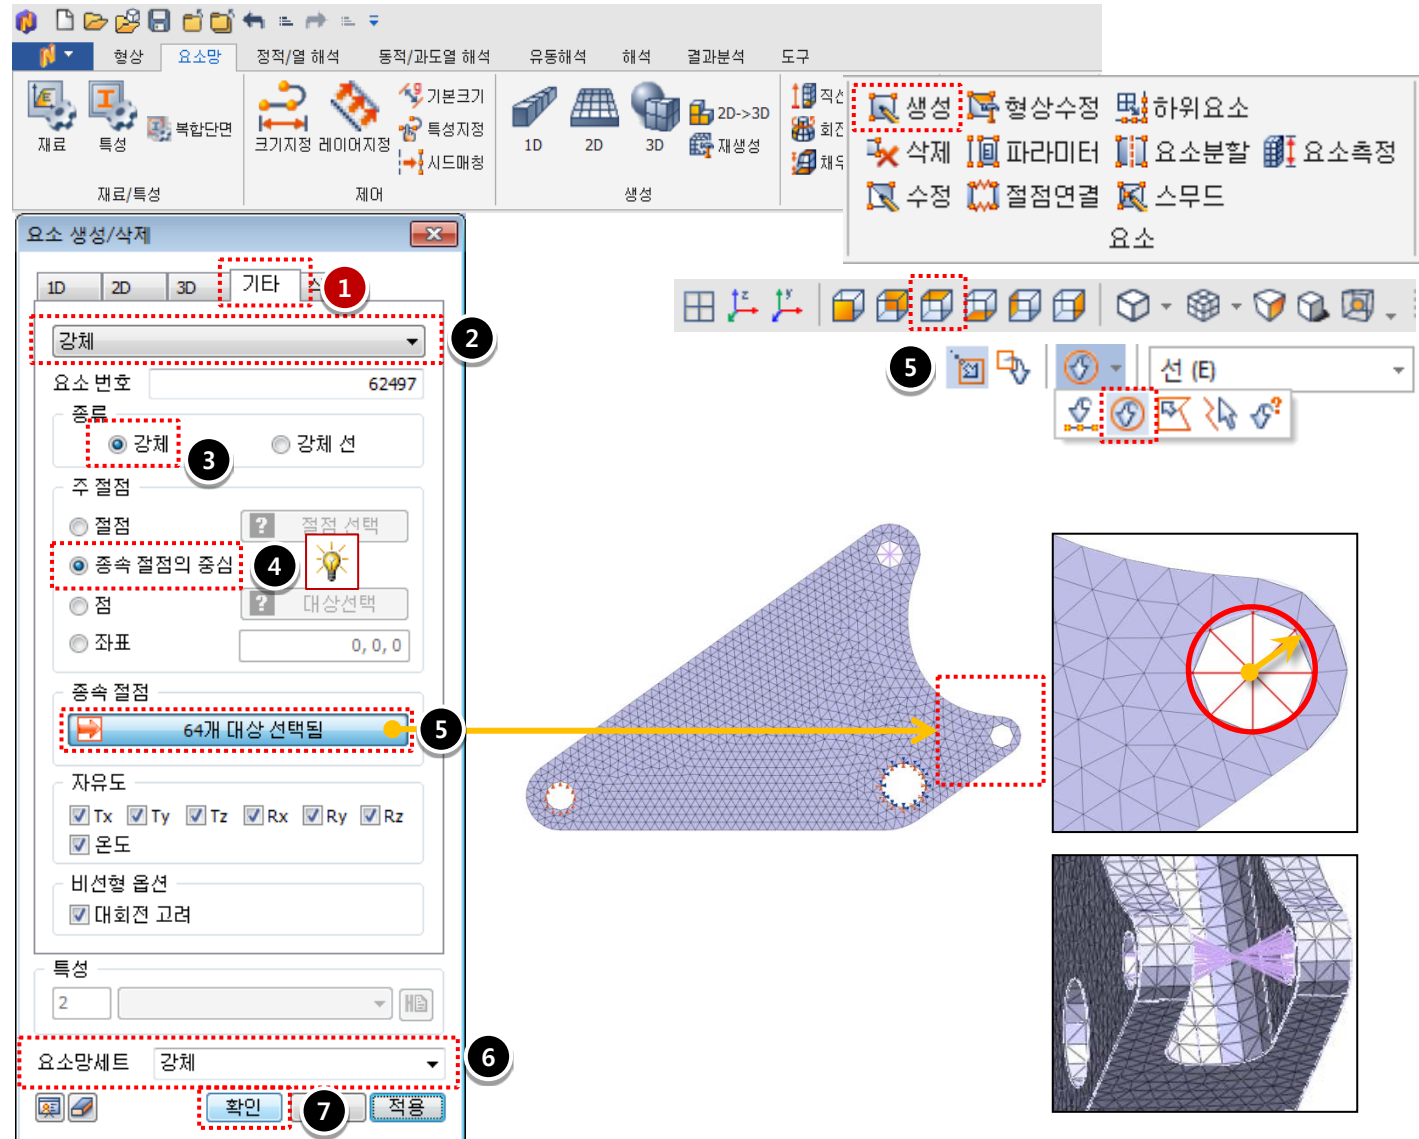 형상 요소망 정적/열 해석 동적/과도열 해석 유동해석 해석 결과분석 도구
재료 특성 복합단면
재료/특성
크기지정 레이어지정 기본크기
특성지정
시드매칭
제어
1D 2D 3D 2D->3D
재생성
생성
직선
회전
생성 형상수정 하위요소
삭제 파라미터 요소분할 요소측정
수정 절점연결 스무드
요소
요소 생성/삭제
1D 2D 3D 기타
1
강체
2
요소 번호 62497
종류
강체 강체 선
3
주 절점
절점 ? 절점 선택
종속 절점의 중심
4
점 ? 대상선택
좌표 0, 0, 0
종속 절점
64개 대상 선택됨
5
자유도
Tx Ty Tz Rx Ry Rz
온도
비선형 옵션
대회전 고려
특성
2
요소망세트 강체
6
확인 적용
7
z y
5
선 (E)